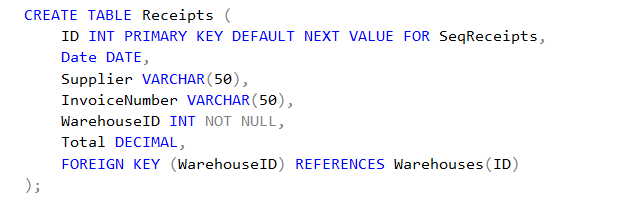 CREATE TABLE Receipts (
    ID INT PRIMARY KEY DEFAULT NEXT VALUE FOR SeqReceipts,
    Date DATE,
    Supplier VARCHAR(50),
    InvoiceNumber VARCHAR(50),
    WarehouseID INT NOT NULL,
    Total DECIMAL,
    FOREIGN KEY (WarehouseID) REFERENCES Warehouses(ID)
);